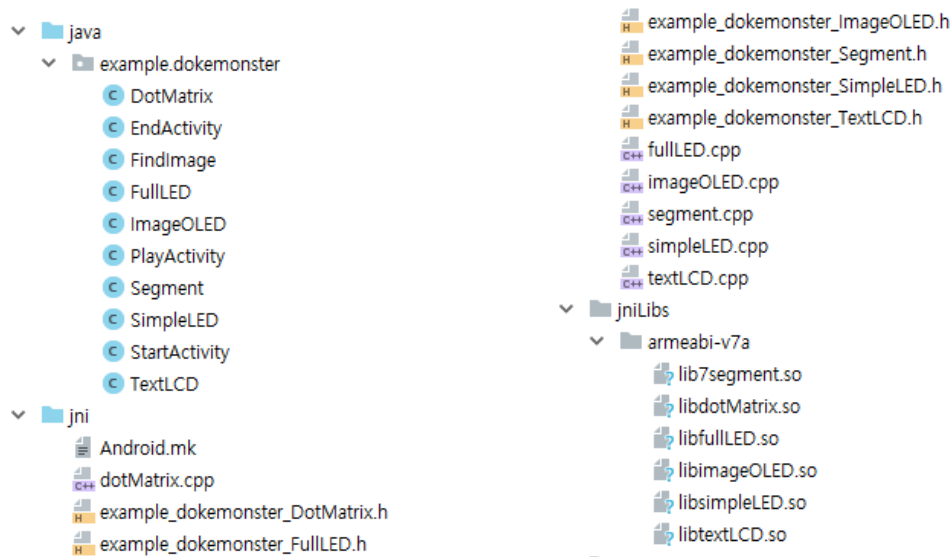 java
example.dokemonster
DotMatrix
EndActivity
FindImage
FullLED
ImageOLED
PlayActivity
Segment
SimpleLED
StartActivity
TextLCD
jni
Android.mk
dotMatrix.cpp
example_dokemonster_DotMatrix.h
example_dokemonster_FullLED.h
example_dokemonster_ImageOLED.h
example_dokemonster_Segment.h
example_dokemonster_SimpleLED.h
example_dokemonster_TextLCD.h
fullLED.cpp
imageOLED.cpp
segment.cpp
simpleLED.cpp
textLCD.cpp
jniLibs
armeabi-v7a
lib7segment.so
libdotMatrix.so
libfullLED.so
libimageOLED.so
libsimpleLED.so
libtextLCD.so